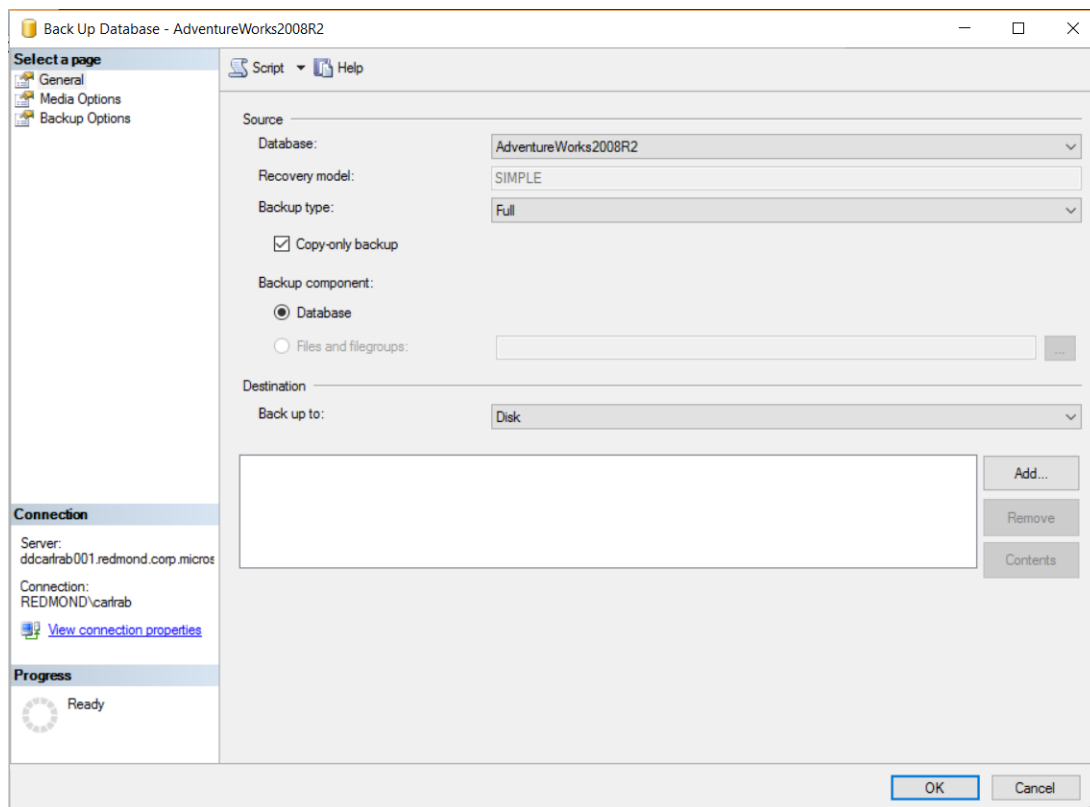 Back Up Database - AdventureWorks2008R2
Select a page
General
Media Options
Backup Options
Script
Help
Source
Database:
AdventureWorks2008R2
Recovery model:
SIMPLE
Backup type:
Full
Copy-only backup
Backup component:
Database
Files and filegroups:
...
Destination
Back up to:
Disk
Add...
Remove
Contents
Connection
Server:
ddcarlrab001.redmond.corp.micros
Connection:
REDMOND\carlrab
View connection properties
Progress
Ready
OK
Cancel